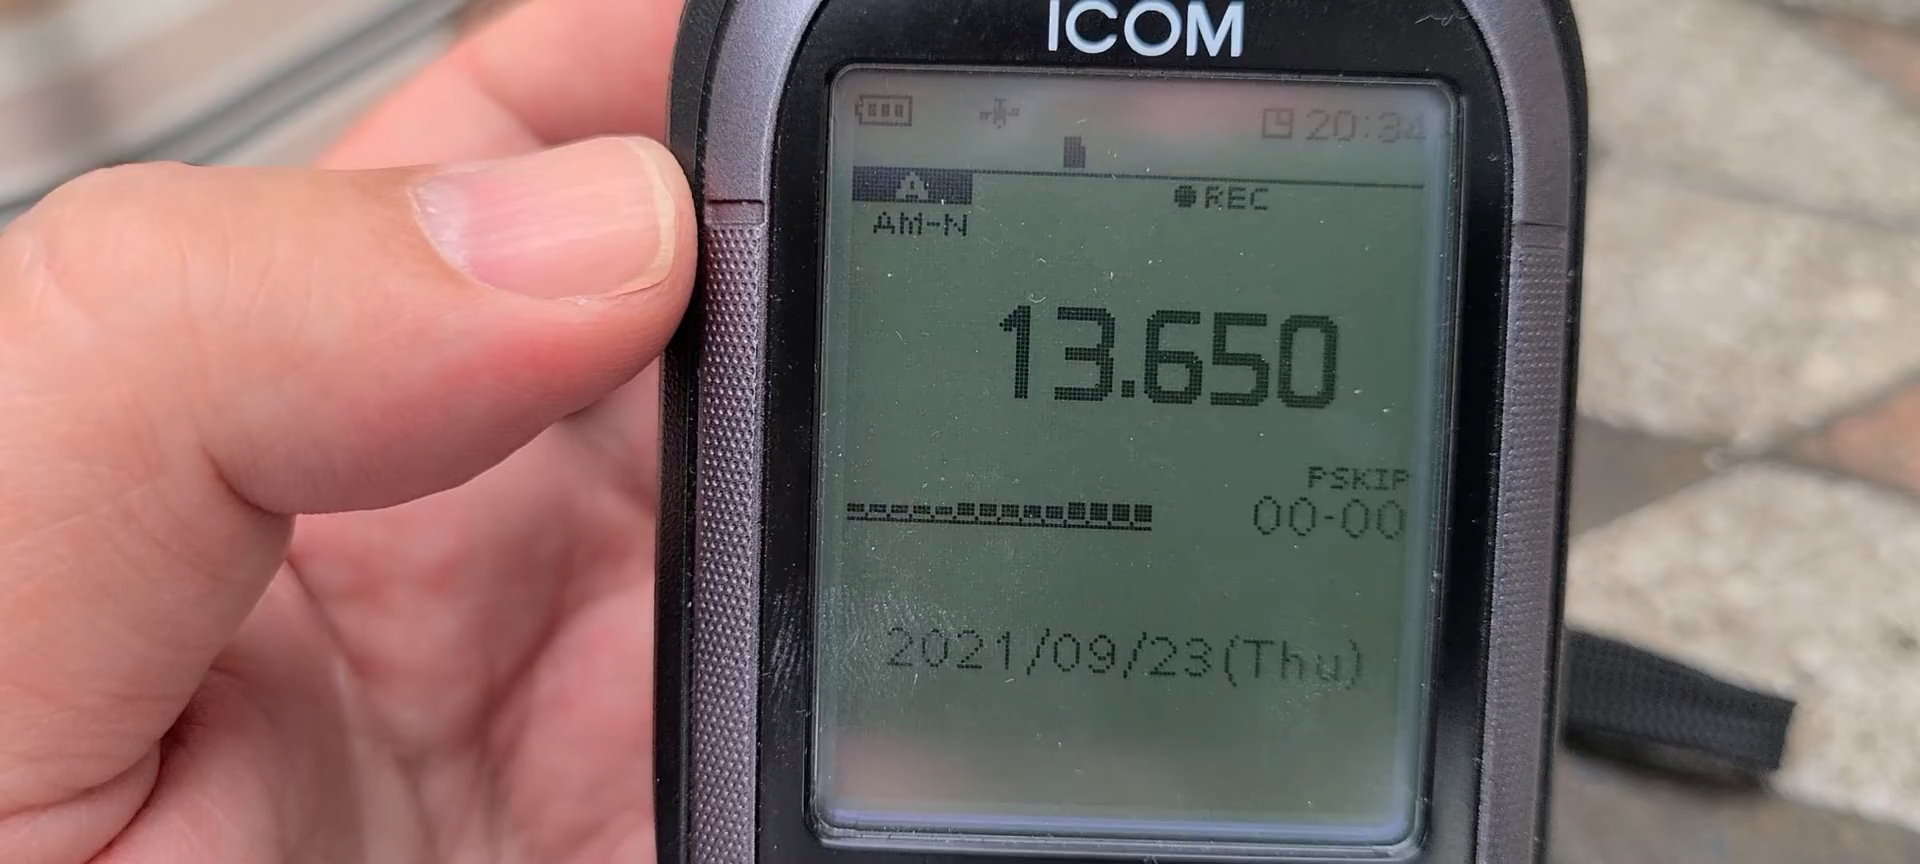 ICOM
20:34
A
REC
AM-N
13.650
PSKIP
00-00
2021/09/23(Thu)